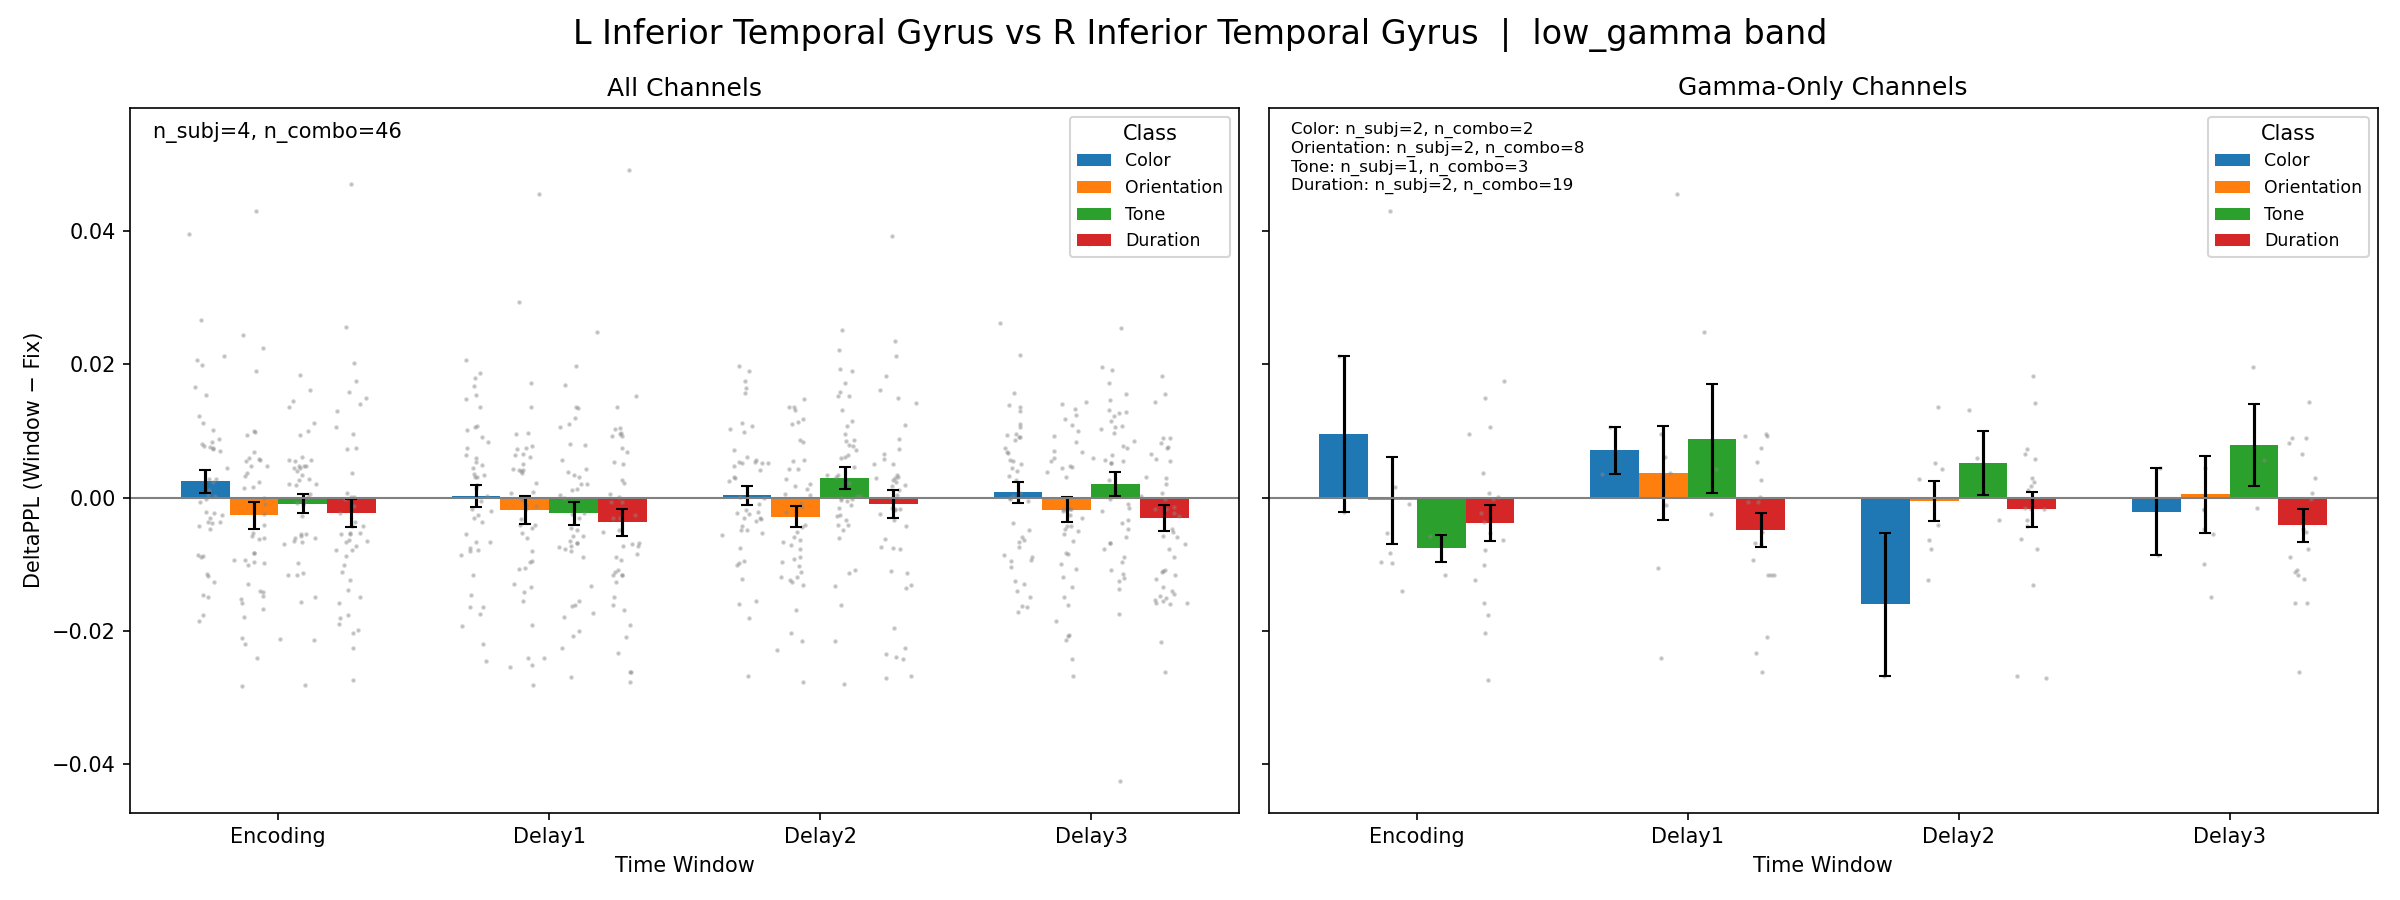 L Inferior Temporal Gyrus vs R Inferior Temporal Gyrus | low_gamma band
All Channels
n_subj=4, n_combo=46
Class
Color
Orientation
Tone
Duration
DeltaPPL (Window − Fix)
0.04
0.02
0.00
−0.02
−0.04
Encoding
Delay1
Delay2
Delay3
Time Window
Gamma-Only Channels
Color: n_subj=2, n_combo=2
Orientation: n_subj=2, n_combo=8
Tone: n_subj=1, n_combo=3
Duration: n_subj=2, n_combo=19
Class
Color
Orientation
Tone
Duration
Encoding
Delay1
Delay2
Delay3
Time Window